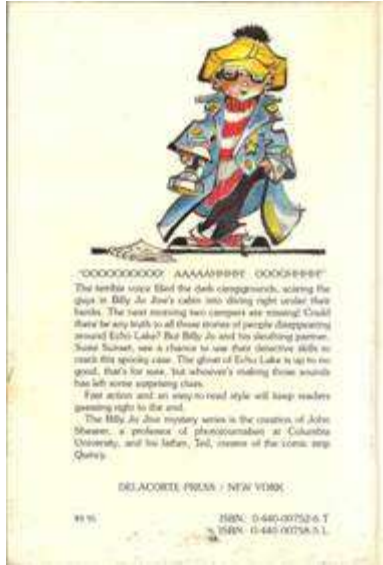 "OOOOOOOOOO! AAAAHHHH! OOOOHHHH!"
The terrible voice filled the dark campgrounds, scaring the
guys in Billy Jo Jive's cabin into diving right under their
bunks. The next morning two campers are missing! Could
there be any truth to all those stories of people disappearing
around Echo Lake? But Billy Jo and his sleuthing partner,
Susie Sunset, see a chance to use their detective skills to
crack this spooky case. The ghost of Echo Lake is up to no
good, that's for sure, but whoever's making those sounds
has left some surprising clues.
Fast action and an easy-to-read style will keep readers
guessing right to the end.
The Billy Jo Jive mystery series is the creation of John
Shearer, a professor of photojournalism at Columbia
University, and his father, Ted, creator of the comic strip
Quincy.
DELACORTE PRESS / NEW YORK
ISBN: 0-440-00752-6 T
ISBN: 0-440-00758-5 L